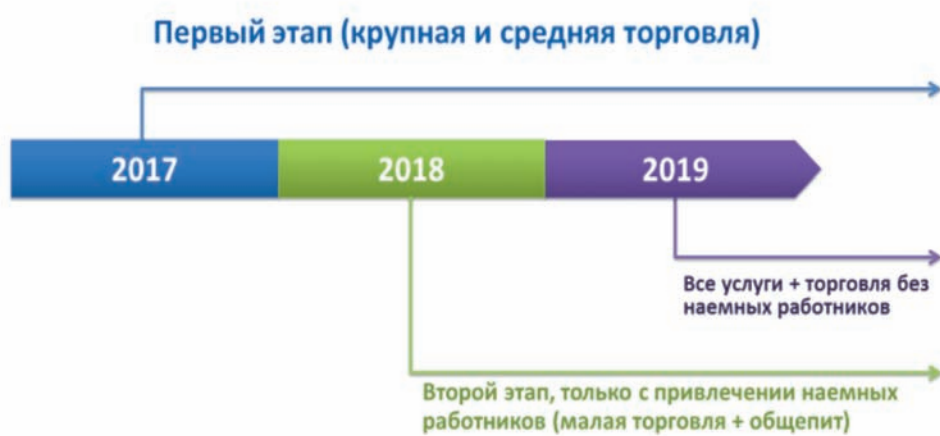 Первый этап (крупная и средняя торговля)
2017
2018
2019
Все услуги + торговля без
наемных работников
Второй этап, только с привлечении наемных
работников (малая торговля + общепит)